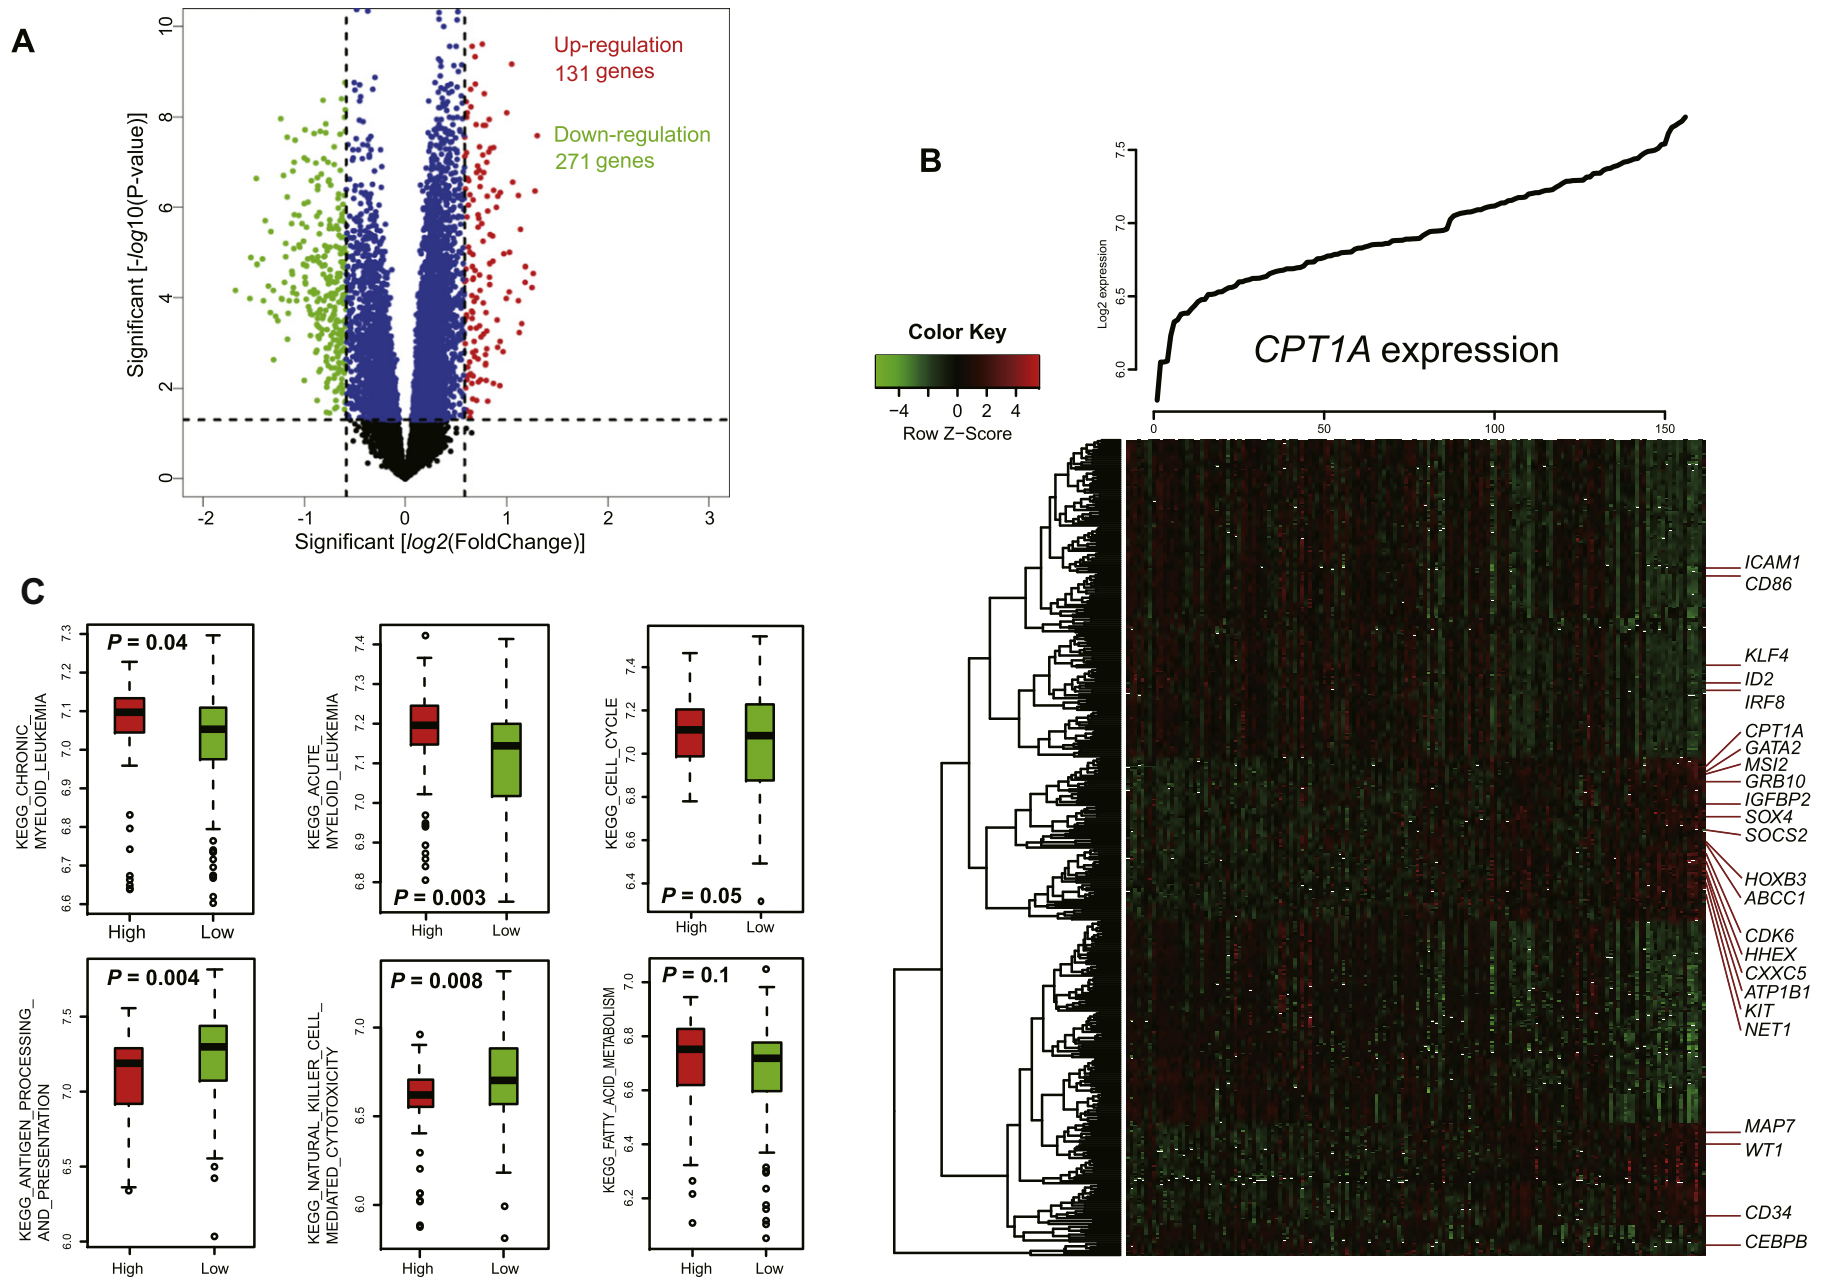 A
Up-regulation
131 genes
Down-regulation
271 genes
Significant [-log10(P-value)]
0
2
4
6
8
10
-2
-1
0
1
2
3
Significant [log2(FoldChange)]
B
Log2 expression
6.0
6.5
7.0
7.5
CPT1A expression
0
50
100
150
Color Key
−4
0
2
4
Row Z−Score
ICAM1
CD86
KLF4
ID2
IRF8
CPT1A
GATA2
MSI2
GRB10
IGFBP2
SOX4
SOCS2
HOXB3
ABCC1
CDK6
HHEX
CXXC5
ATP1B1
KIT
NET1
MAP7
WT1
CD34
CEBPB
C
KEGG_CHRONIC_
MYELOID_LEUKEMIA
6.6
6.7
6.8
6.9
7.0
7.1
7.2
7.3
P = 0.04
High
Low
KEGG_ACUTE_
MYELOID_LEUKEMIA
6.8
6.9
7.0
7.1
7.2
7.3
7.4
P = 0.003
High
Low
KEGG_CELL_CYCLE
6.4
6.6
6.8
7.0
7.2
7.4
P = 0.05
High
Low
KEGG_ANTIGEN_PROCESSING_
AND_PRESENTATION
6.0
6.5
7.0
7.5
P = 0.004
High
Low
KEGG_NATURAL_KILLER_CELL_
MEDIATED_CYTOTOXICITY
6.0
6.5
7.0
P = 0.008
High
Low
KEGG_FATTY_ACID_METABOLISM
6.2
6.4
6.6
6.8
7.0
P = 0.1
High
Low